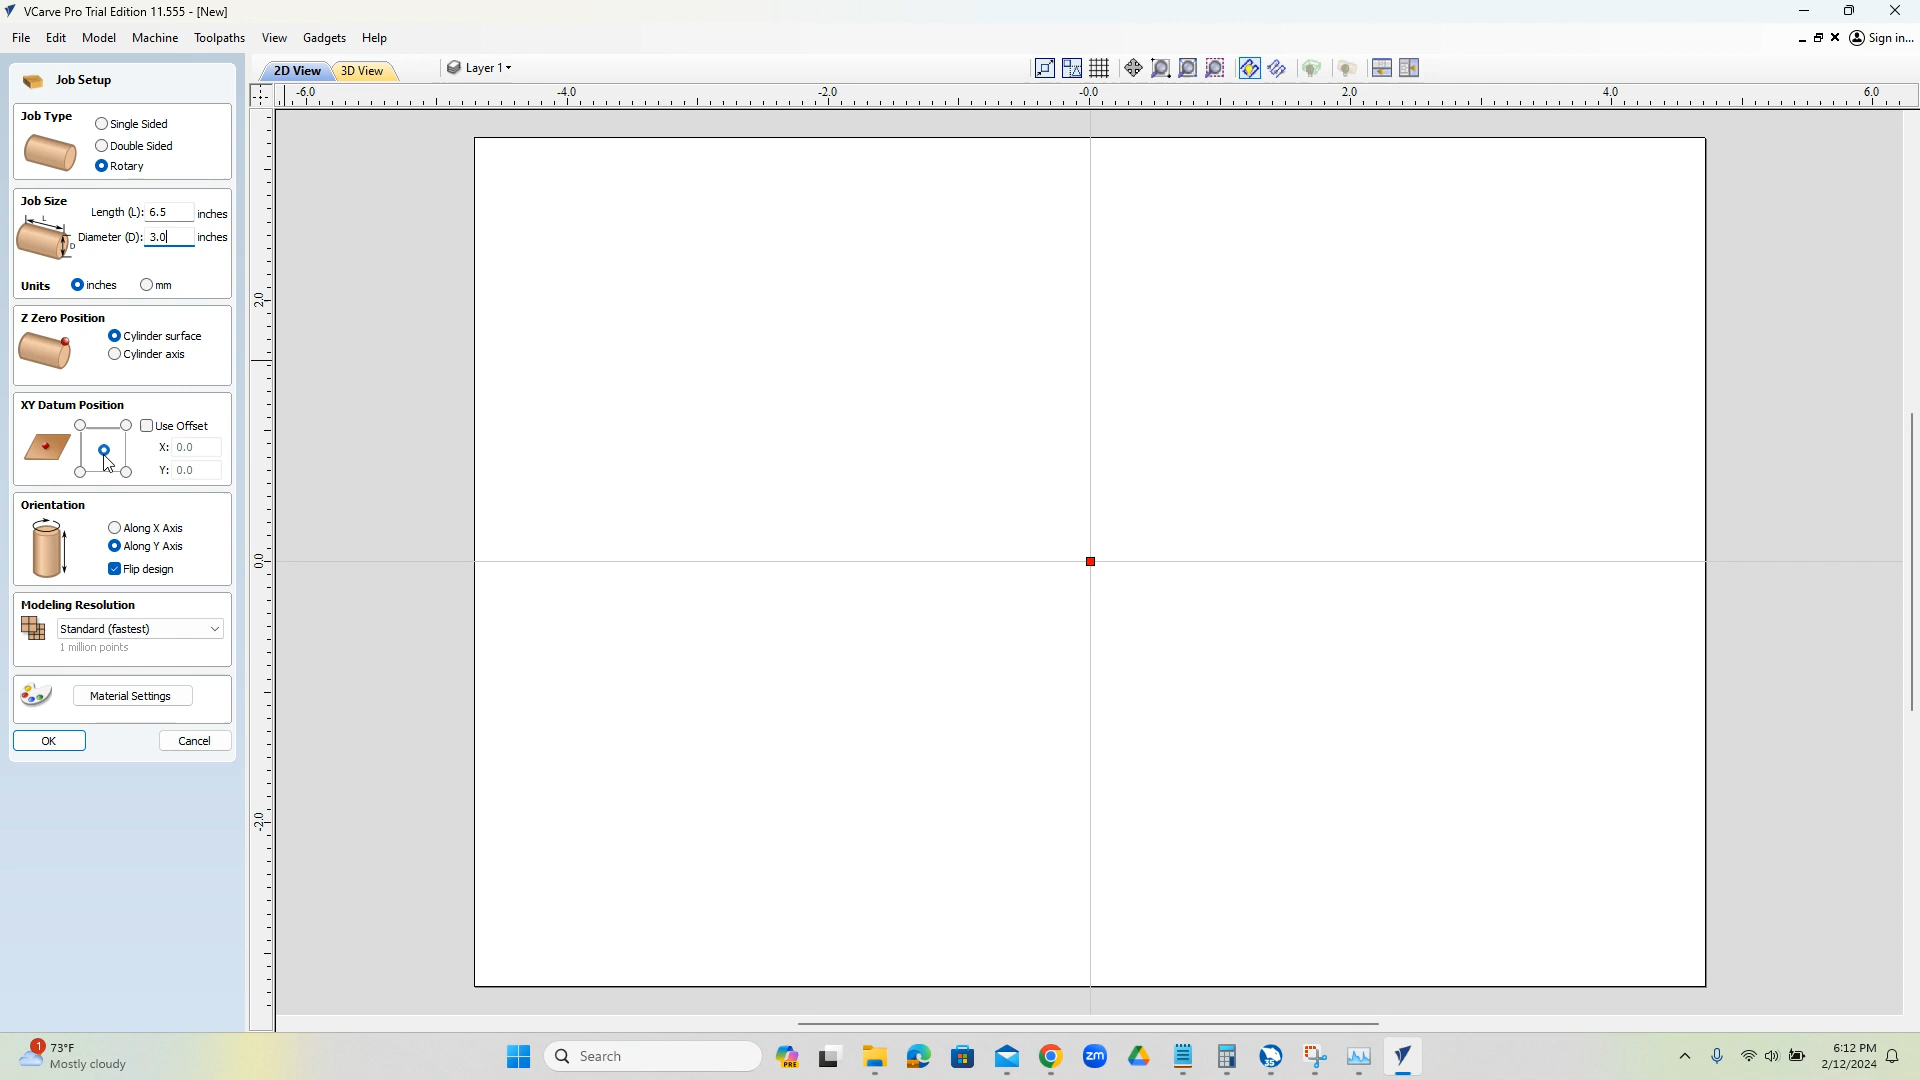 VCarve Pro Trial Edition 11.555 - [New]
File Edit Model Machine Toolpaths View Gadgets Help
Sign in...
Job Setup
2D View 3D View Layer 1
-6.0 -4.0 -2.0 -0.0 2.0 4.0 6.0
Job Type
Single Sided
Double Sided
Rotary
Job Size
L
Length (L): 6.5 inches
D
Diameter (D): 3.0 inches
Units inches mm
Z Zero Position
Cylinder surface
Cylinder axis
XY Datum Position
Use Offset
X: 0.0
Y: 0.0
Orientation
Along X Axis
Along Y Axis
Flip design
Modeling Resolution
Standard (fastest)
1 million points
Material Settings
OK Cancel
2.0
0.0
-2.0
1
73°F
Mostly cloudy
Search
PRE
zm
35
6:12 PM
2/12/2024